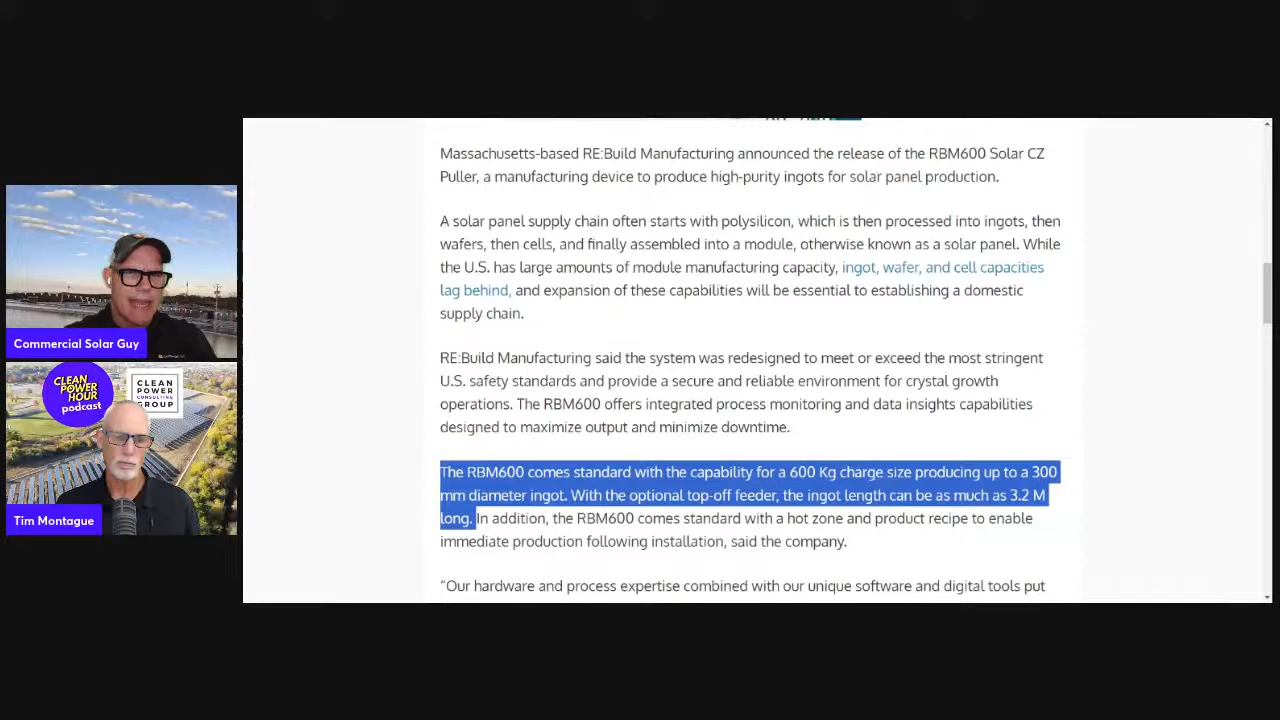 Massachusetts-based RE:Build Manufacturing announced the release of the RBM600 Solar CZ
Puller, a manufacturing device to produce high-purity ingots for solar panel production.
A solar panel supply chain often starts with polysilicon, which is then processed into ingots, then
wafers, then cells, and finally assembled into a module, otherwise known as a solar panel. While
the U.S. has large amounts of module manufacturing capacity, ingot, wafer, and cell capacities
lag behind, and expansion of these capabilities will be essential to establishing a domestic
supply chain.
RE:Build Manufacturing said the system was redesigned to meet or exceed the most stringent
U.S. safety standards and provide a secure and reliable environment for crystal growth
operations. The RBM600 offers integrated process monitoring and data insights capabilities
designed to maximize output and minimize downtime.
The RBM600 comes standard with the capability for a 600 Kg charge size producing up to a 300
mm diameter ingot. With the optional top-off feeder, the ingot length can be as much as 3.2 M
long. In addition, the RBM600 comes standard with a hot zone and product recipe to enable
immediate production following installation, said the company.
“Our hardware and process expertise combined with our unique software and digital tools put
Commercial Solar Guy
CLEAN
POWER
HOUR
podcast
CLEAN
POWER
CONSULTING
GROUP
Tim Montague